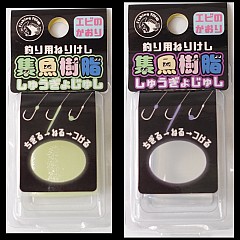 エビの
かおり
釣り用ねりけし
集魚樹脂
しゅうぎょじゅし
ちぎる→ねる→つける
エビの
かおり
釣り用ねりけし
集魚樹脂
しゅうぎょじゅし
ちぎる→ねる→つける